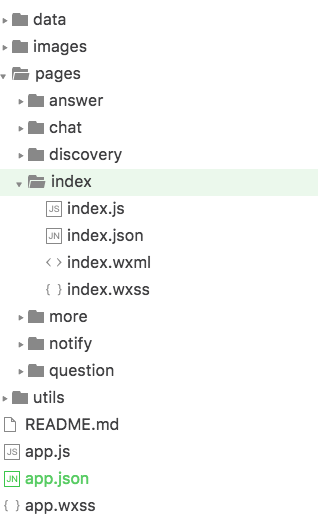 data
images
pages
answer
chat
discovery
index
JS index.js
JN index.json
<> index.wxml
{ } index.wxss
more
notify
question
utils
README.md
JS app.js
JN app.json
{ } app.wxss